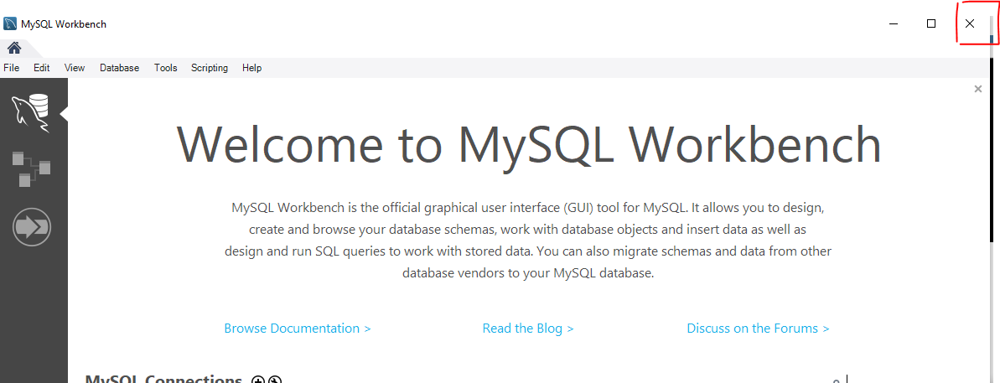 MySQL Workbench
File Edit View Database Tools Scripting Help
Welcome to MySQL Workbench
MySQL Workbench is the official graphical user interface (GUI) tool for MySQL. It allows you to design,
create and browse your database schemas, work with database objects and insert data as well as
design and run SQL queries to work with stored data. You can also migrate schemas and data from other
database vendors to your MySQL database.
Browse Documentation > Read the Blog > Discuss on the Forums >
MySQL Connections